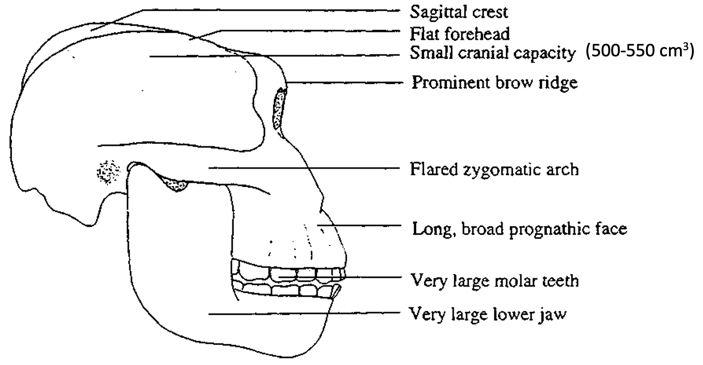 Sagittal crest
Flat forehead
Small cranial capacity (500-550 cm³)
Prominent brow ridge
Flared zygomatic arch
Long, broad prognathic face
Very large molar teeth
Very large lower jaw